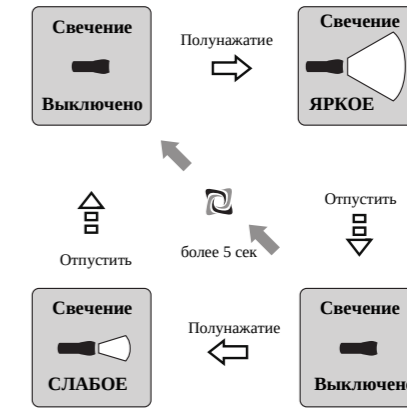 Свечение
Выключено
Полунажатие
Свечение
ЯРКОЕ
Отпустить
более 5 сек
Отпустить
Свечение
СЛАБОЕ
Полунажатие
Свечение
Выключено